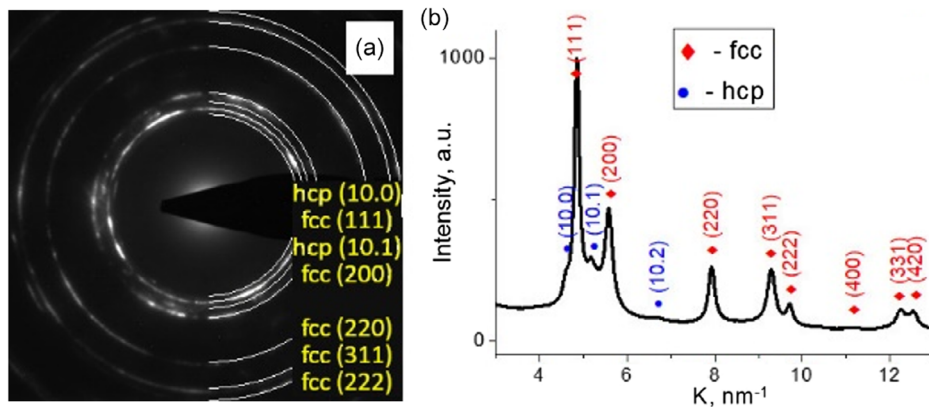 (a)
hcp (10.0)
fcc (111)
hcp (10.1)
fcc (200)
fcc (220)
fcc (311)
fcc (222)
(b)
Intensity, a.u.
1000
0
(10.0)
(111)
(10.1)
(200)
(10.2)
(220)
(311)
(222)
(400)
(331)
(420)
- fcc
- hcp
4
6
8
10
12
K, nm⁻¹